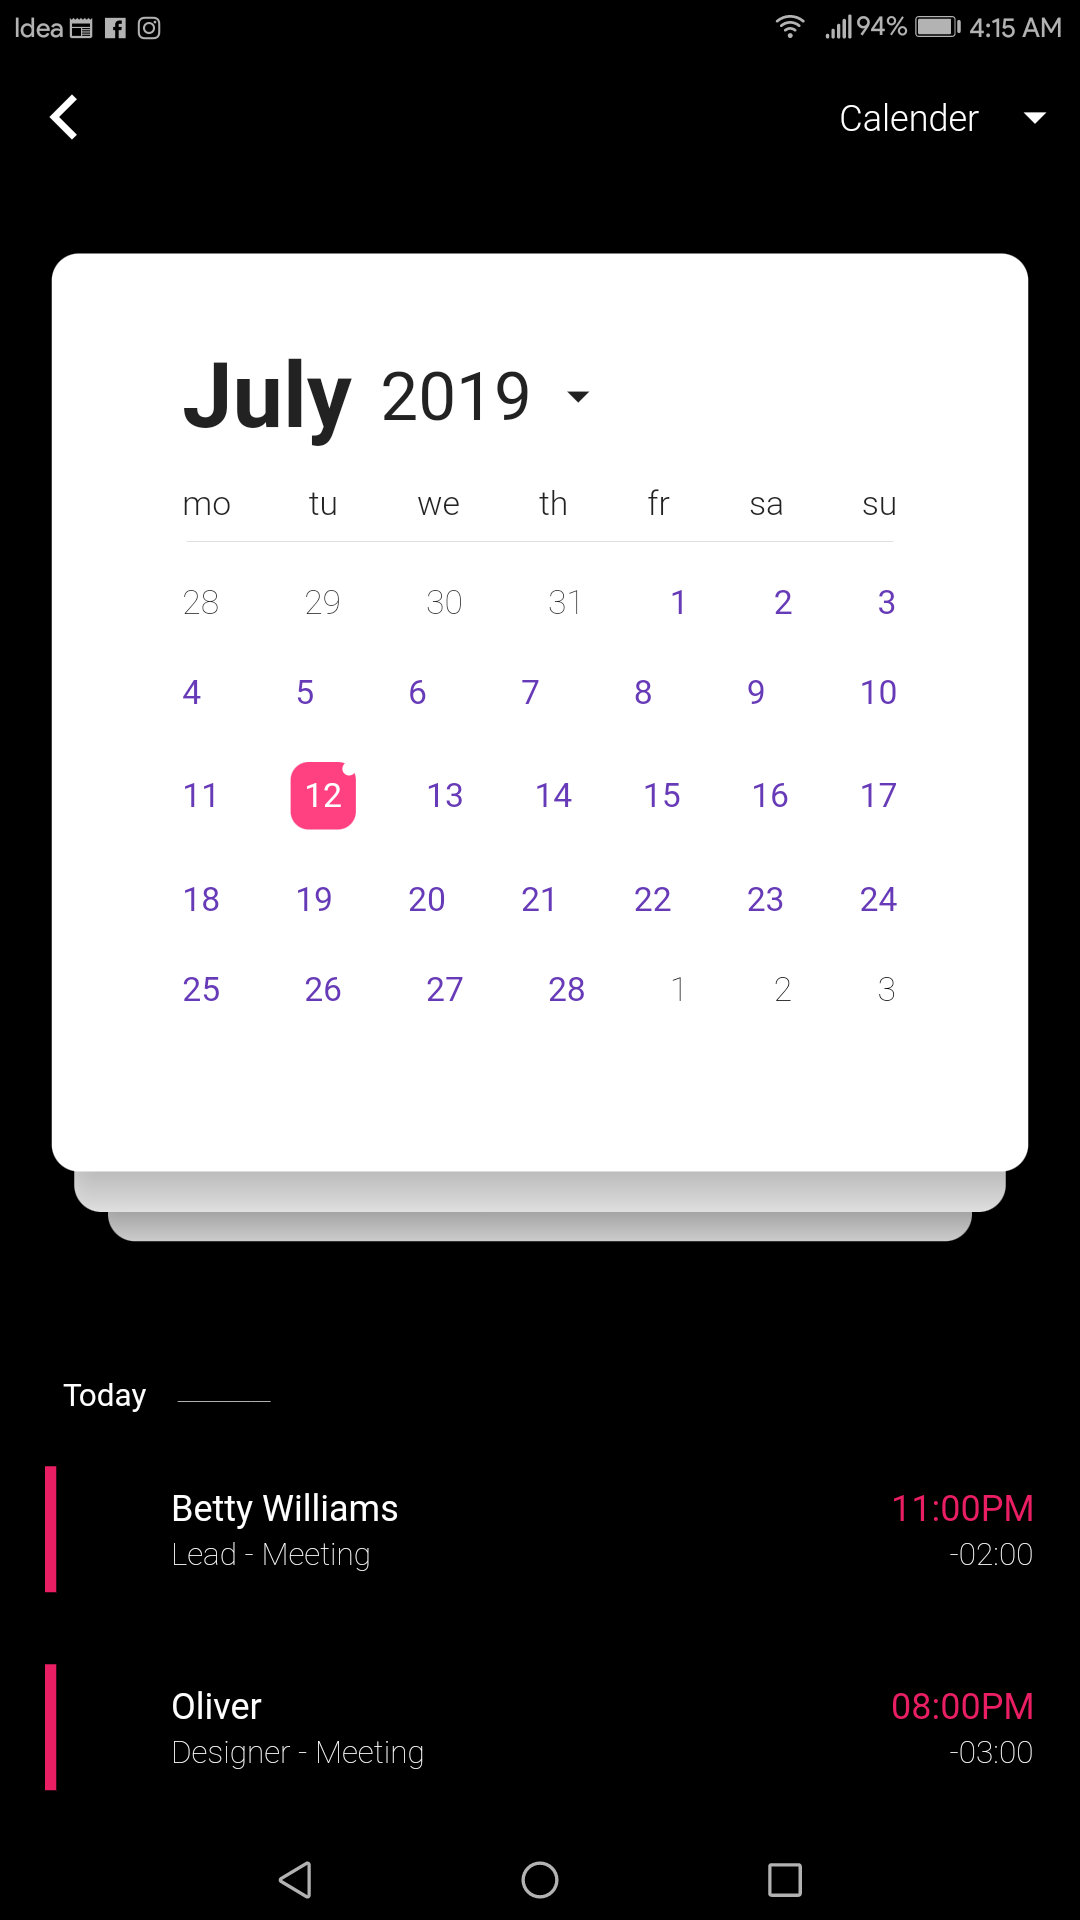 Idea 94% 4:15 AM
Calender
July 2019
mo tu we th fr sa su
28 29 30 31 1 2 3
4 5 6 7 8 9 10
11 12 13 14 15 16 17
18 19 20 21 22 23 24
25 26 27 28 1 2 3
Today
Betty Williams 11:00PM
Lead - Meeting -02:00
Oliver 08:00PM
Designer - Meeting -03:00